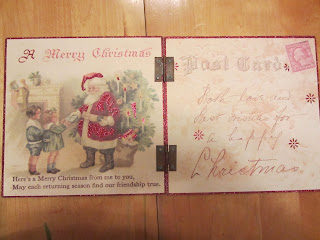 A Merry Christmas
Here's a Merry Christmas from me to you,
May each returning season find our friendship true.
Post Card
With love and
best wishes for
a happy
Christmas.